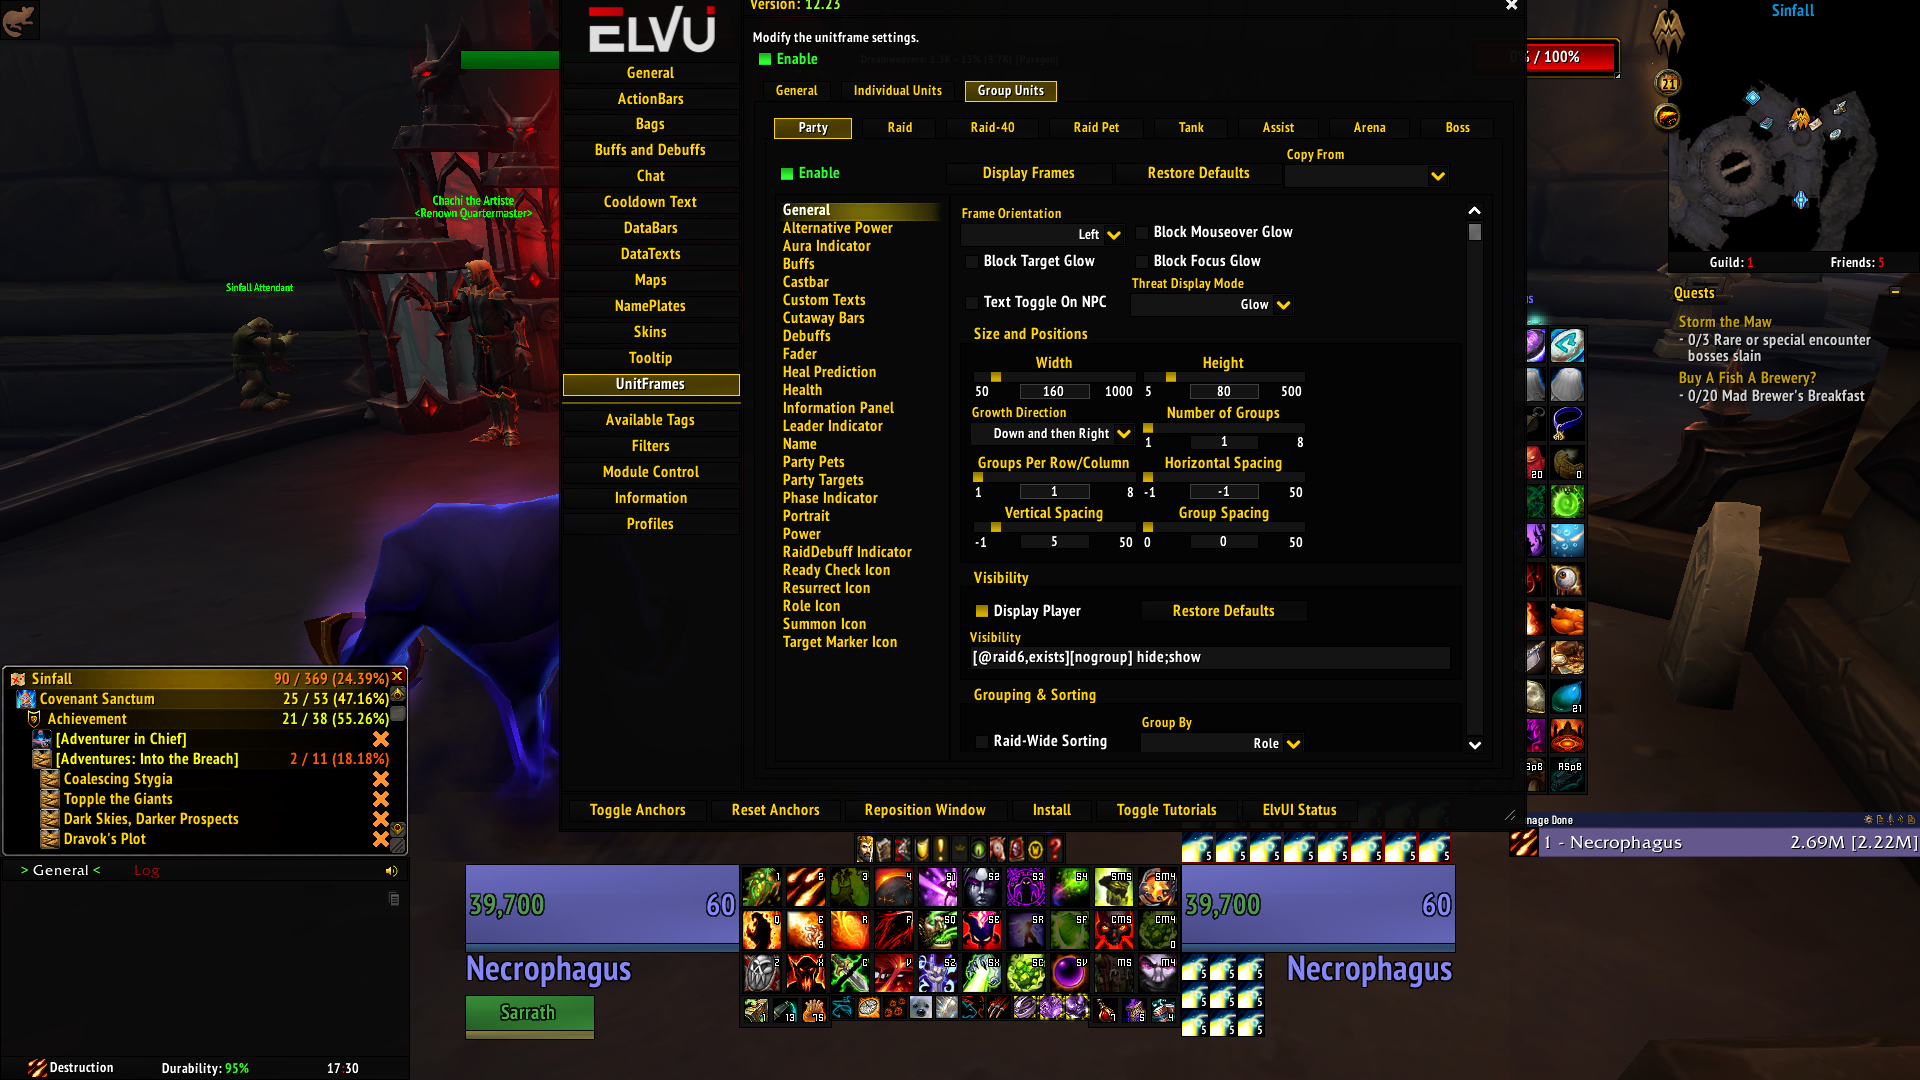 Version: 12.23
ELVUI
Modify the unitframe settings.
Enable
General
Individual Units
Group Units
Party
Raid
Raid-40
Raid Pet
Tank
Assist
Arena
Boss
Enable
Display Frames
Restore Defaults
Copy From
General
ActionBars
Bags
Buffs and Debuffs
Chat
Cooldown Text
DataBars
DataTexts
Maps
NamePlates
Skins
Tooltip
UnitFrames
Available Tags
Filters
Module Control
Information
Profiles
General
Alternative Power
Aura Indicator
Buffs
Castbar
Custom Texts
Cutaway Bars
Debuffs
Fader
Heal Prediction
Health
Information Panel
Leader Indicator
Name
Party Pets
Party Targets
Phase Indicator
Portrait
Power
RaidDebuff Indicator
Ready Check Icon
Resurrect Icon
Role Icon
Summon Icon
Target Marker Icon
Frame Orientation
Left
Block Mouseover Glow
Block Target Glow
Block Focus Glow
Threat Display Mode
Text Toggle On NPC
Glow
Size and Positions
Width
Height
50 160 1000
5 80 500
Growth Direction
Number of Groups
Down and then Right
1 1 8
Groups Per Row/Column
Horizontal Spacing
1 1 8
-1 -1 50
Vertical Spacing
Group Spacing
-1 5 50
0 0 50
Visibility
Display Player
Restore Defaults
Visibility
[@raid6,exists][nogroup] hide;show
Grouping & Sorting
Group By
Raid-Wide Sorting
Role
Toggle Anchors
Reset Anchors
Reposition Window
Install
Toggle Tutorials
ElvUI Status
Chachi the Artiste
<Renown Quartermaster>
Sinfall Attendant
Sinfall 90 / 369 (24.39%)
Covenant Sanctum 25 / 53 (47.16%)
Achievement 21 / 38 (55.26%)
[Adventurer in Chief]
[Adventures: Into the Breach] 2 / 11 (18.18%)
Coalescing Stygia
Topple the Giants
Dark Skies, Darker Prospects
Dravok's Plot
> General <
Log
Destruction
Durability: 95%
17:30
39,700 60
Necrophagus
Sarrath
39,700 60
Necrophagus
% / 100%
Sinfall
21
Guild: 1
Friends: 5
Quests
Storm the Maw
- 0/3 Rare or special encounter
bosses slain
Buy A Fish A Brewery?
- 0/20 Mad Brewer's Breakfast
mage Done
1 - Necrophagus 2.69M [2.22M]